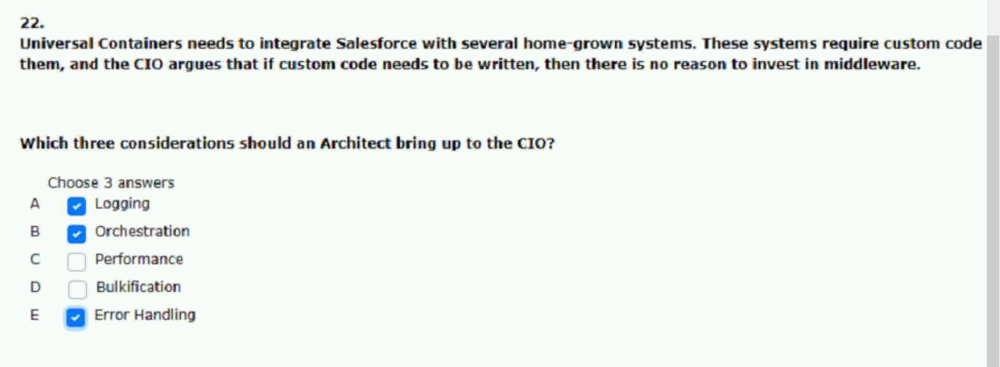 22.
Universal Containers needs to integrate Salesforce with several home-grown systems. These systems require custom code
them, and the CIO argues that if custom code needs to be written, then there is no reason to invest in middleware.
Which three considerations should an Architect bring up to the CIO?
Choose 3 answers
A Logging
B Orchestration
C Performance
D Bulkification
E Error Handling